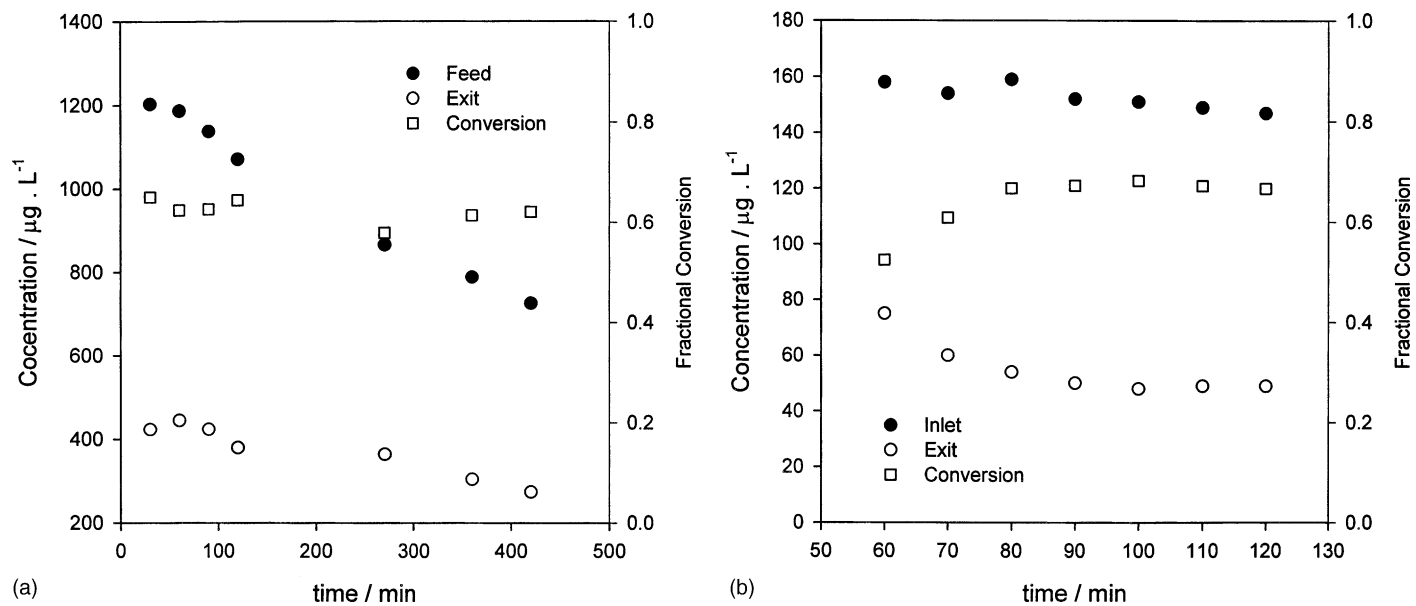 1400
1200
1000
800
600
400
200
Cocentration / μg . L⁻¹
Feed
Exit
Conversion
1.0
0.8
0.6
0.4
0.2
0.0
Fractional Conversion
0 100 200 300 400 500
time / min
(a)
180
160
140
120
100
80
60
40
20
0
Concentration / μg . L⁻¹
Inlet
Exit
Conversion
1.0
0.8
0.6
0.4
0.2
0.0
Fractional Conversion
50 60 70 80 90 100 110 120 130
time / min
(b)